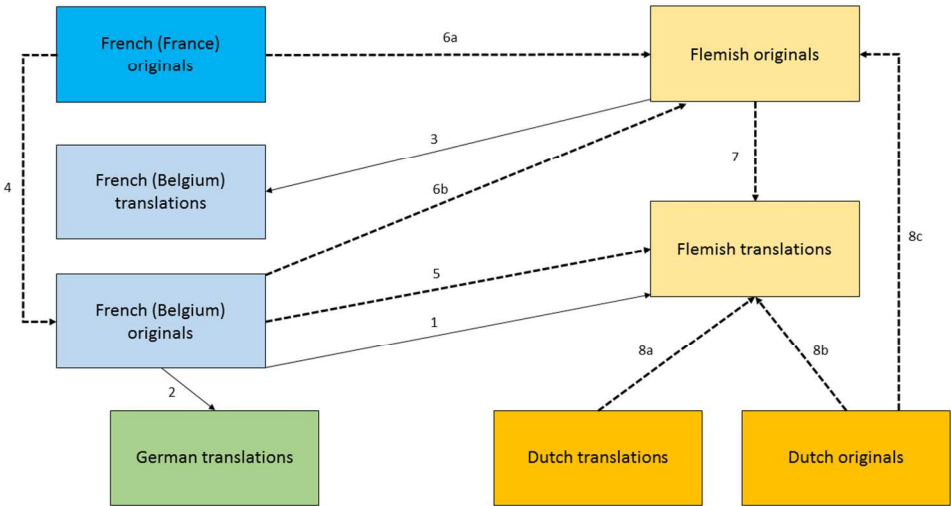 French (France)
originals
6a
Flemish originals
3
4
French (Belgium)
translations
6b
7
Flemish translations
8c
5
French (Belgium)
originals
1
8a
8b
2
German translations
Dutch translations
Dutch originals